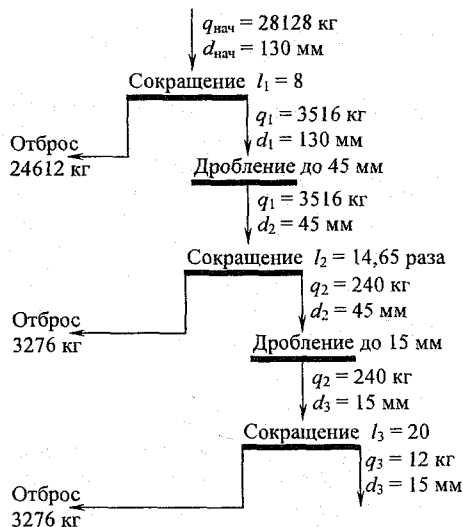 qнач = 28128 кг
dнач = 130 мм
Сокращение l1 = 8
q1 = 3516 кг
d1 = 130 мм
Отброс
24612 кг
Дробление до 45 мм
q1 = 3516 кг
d2 = 45 мм
Сокращение l2 = 14,65 раза
q2 = 240 кг
d2 = 45 мм
Отброс
3276 кг
Дробление до 15 мм
q2 = 240 кг
d3 = 15 мм
Сокращение l3 = 20
q3 = 12 кг
d3 = 15 мм
Отброс
3276 кг